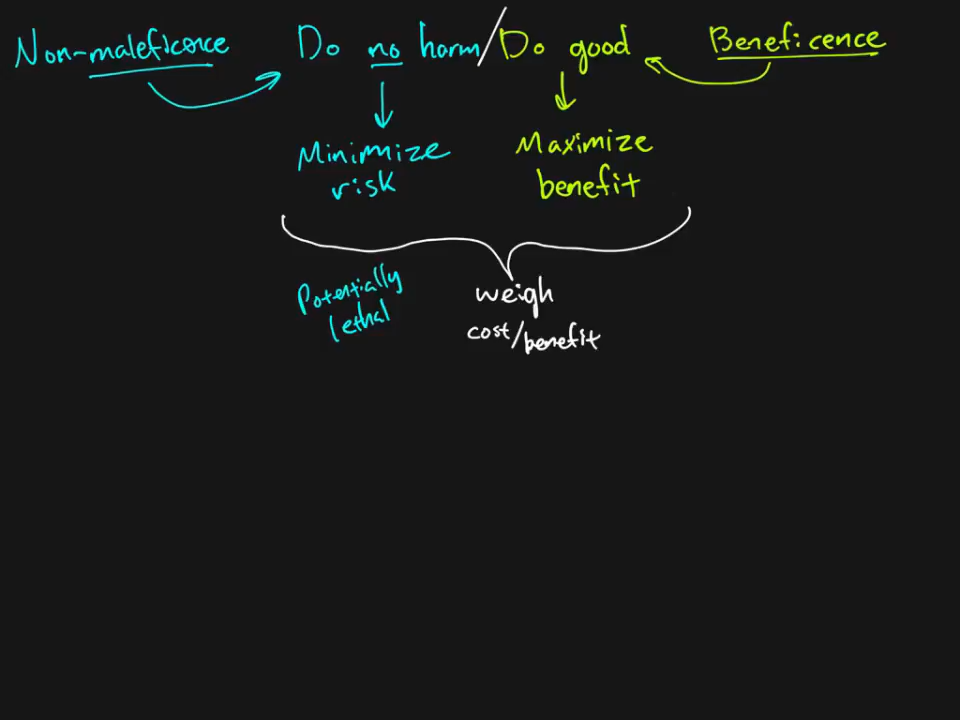 Non-maleficence Do no harm/Do good Beneficence
Minimize risk
Maximize benefit
Potentially lethal
weigh
cost/benefit